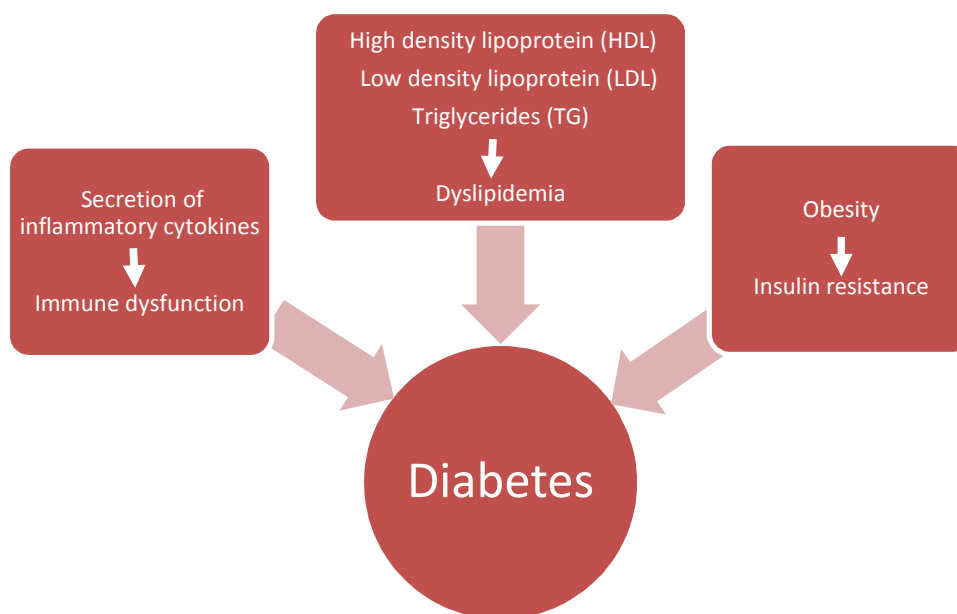 High density lipoprotein (HDL)
Low density lipoprotein (LDL)
Triglycerides (TG)
Dyslipidemia
Secretion of
inflammatory cytokines
Immune dysfunction
Obesity
Insulin resistance
Diabetes